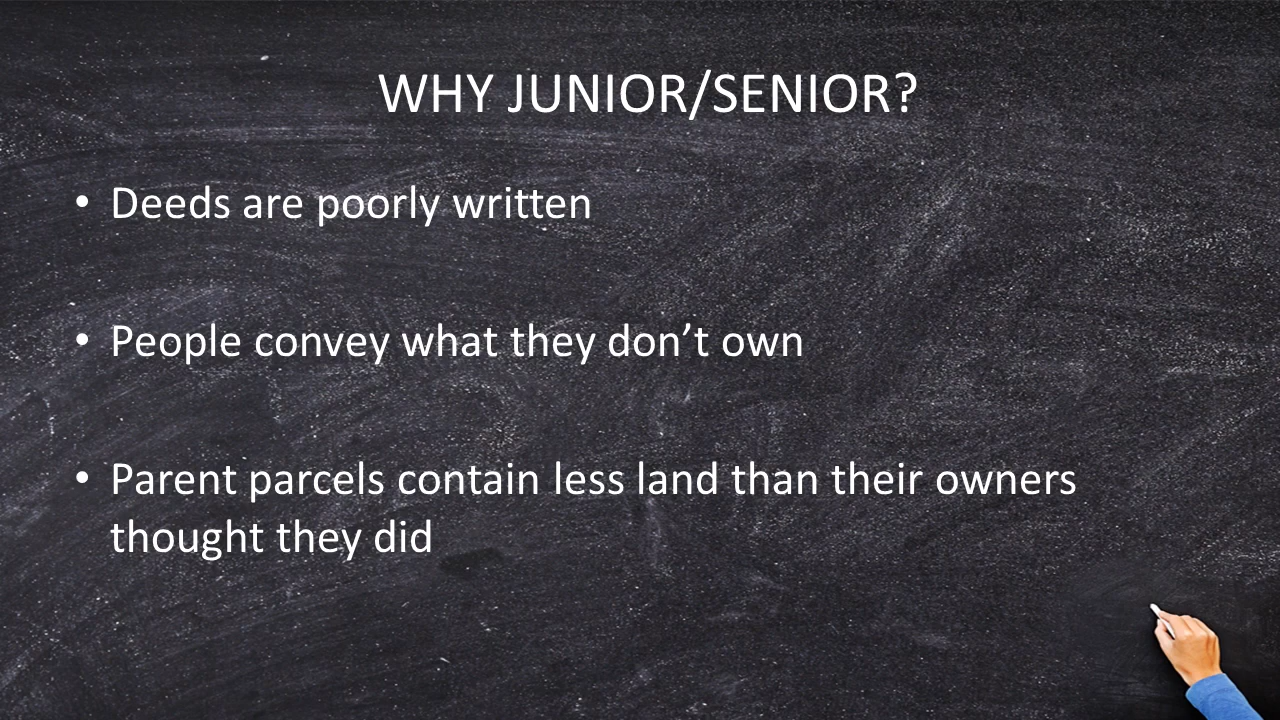 WHY JUNIOR/SENIOR?
• Deeds are poorly written
• People convey what they don’t own
• Parent parcels contain less land than their owners
thought they did